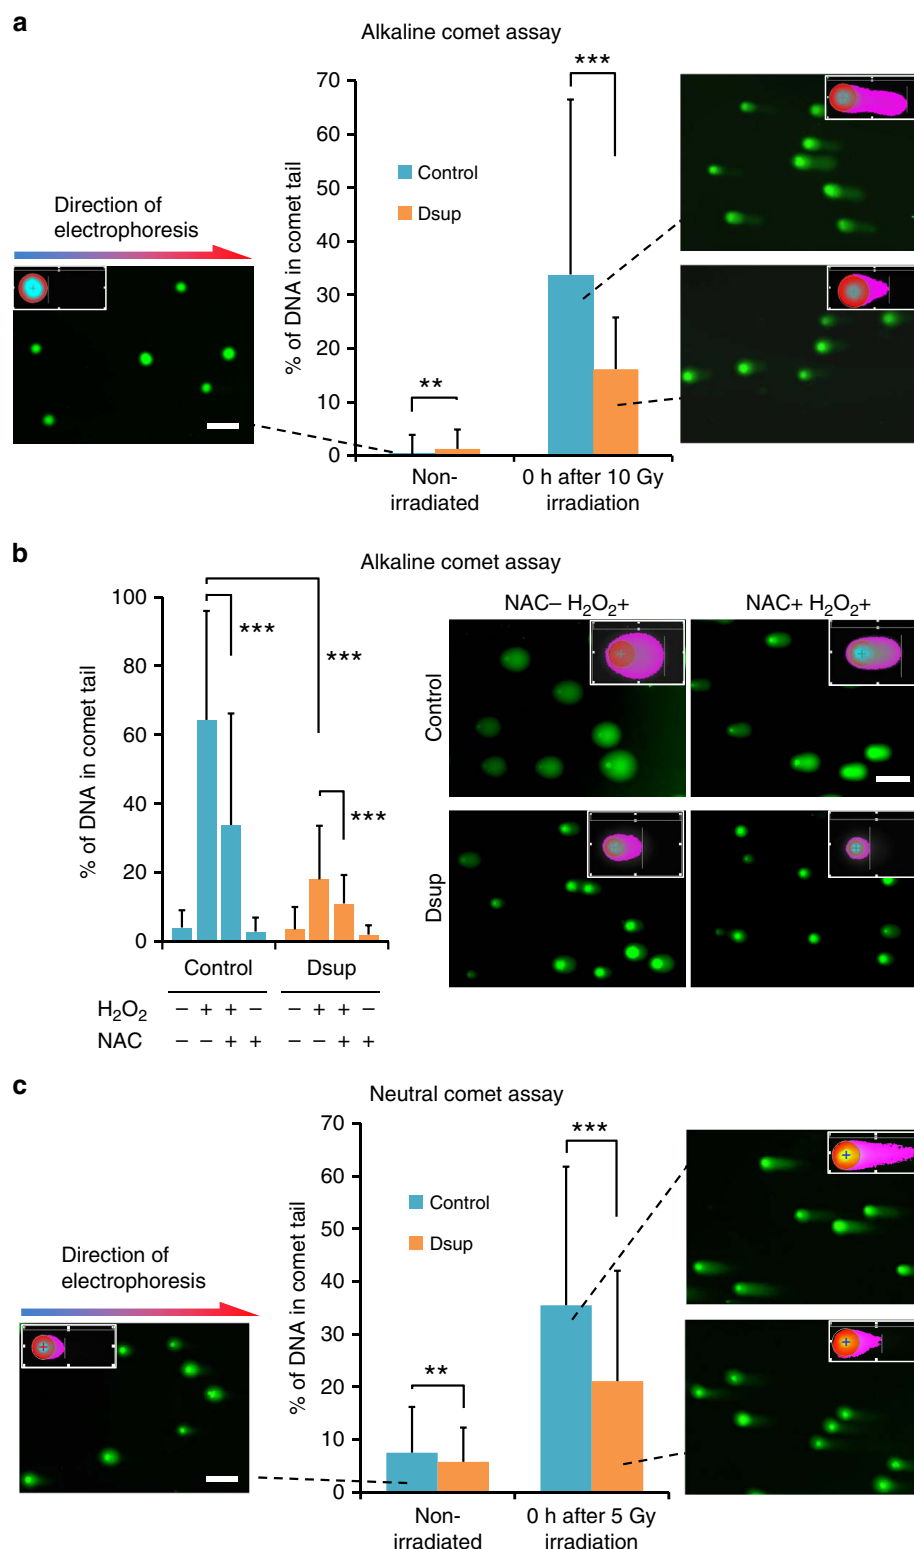 a
Alkaline comet assay
Direction of
electrophoresis
% of DNA in comet tail
70
60
50
40
30
20
10
0
Control
Dsup
**
***
Non-
irradiated
0 h after 10 Gy
irradiation
b
Alkaline comet assay
% of DNA in comet tail
100
80
60
40
20
0
***
***
***
Control
Dsup
H₂O₂ − + + − − + + −
NAC − − + + − − + +
NAC− H₂O₂+
NAC+ H₂O₂+
Control
Dsup
c
Neutral comet assay
Direction of
electrophoresis
% of DNA in comet tail
70
60
50
40
30
20
10
0
Control
Dsup
**
***
Non-
irradiated
0 h after 5 Gy
irradiation